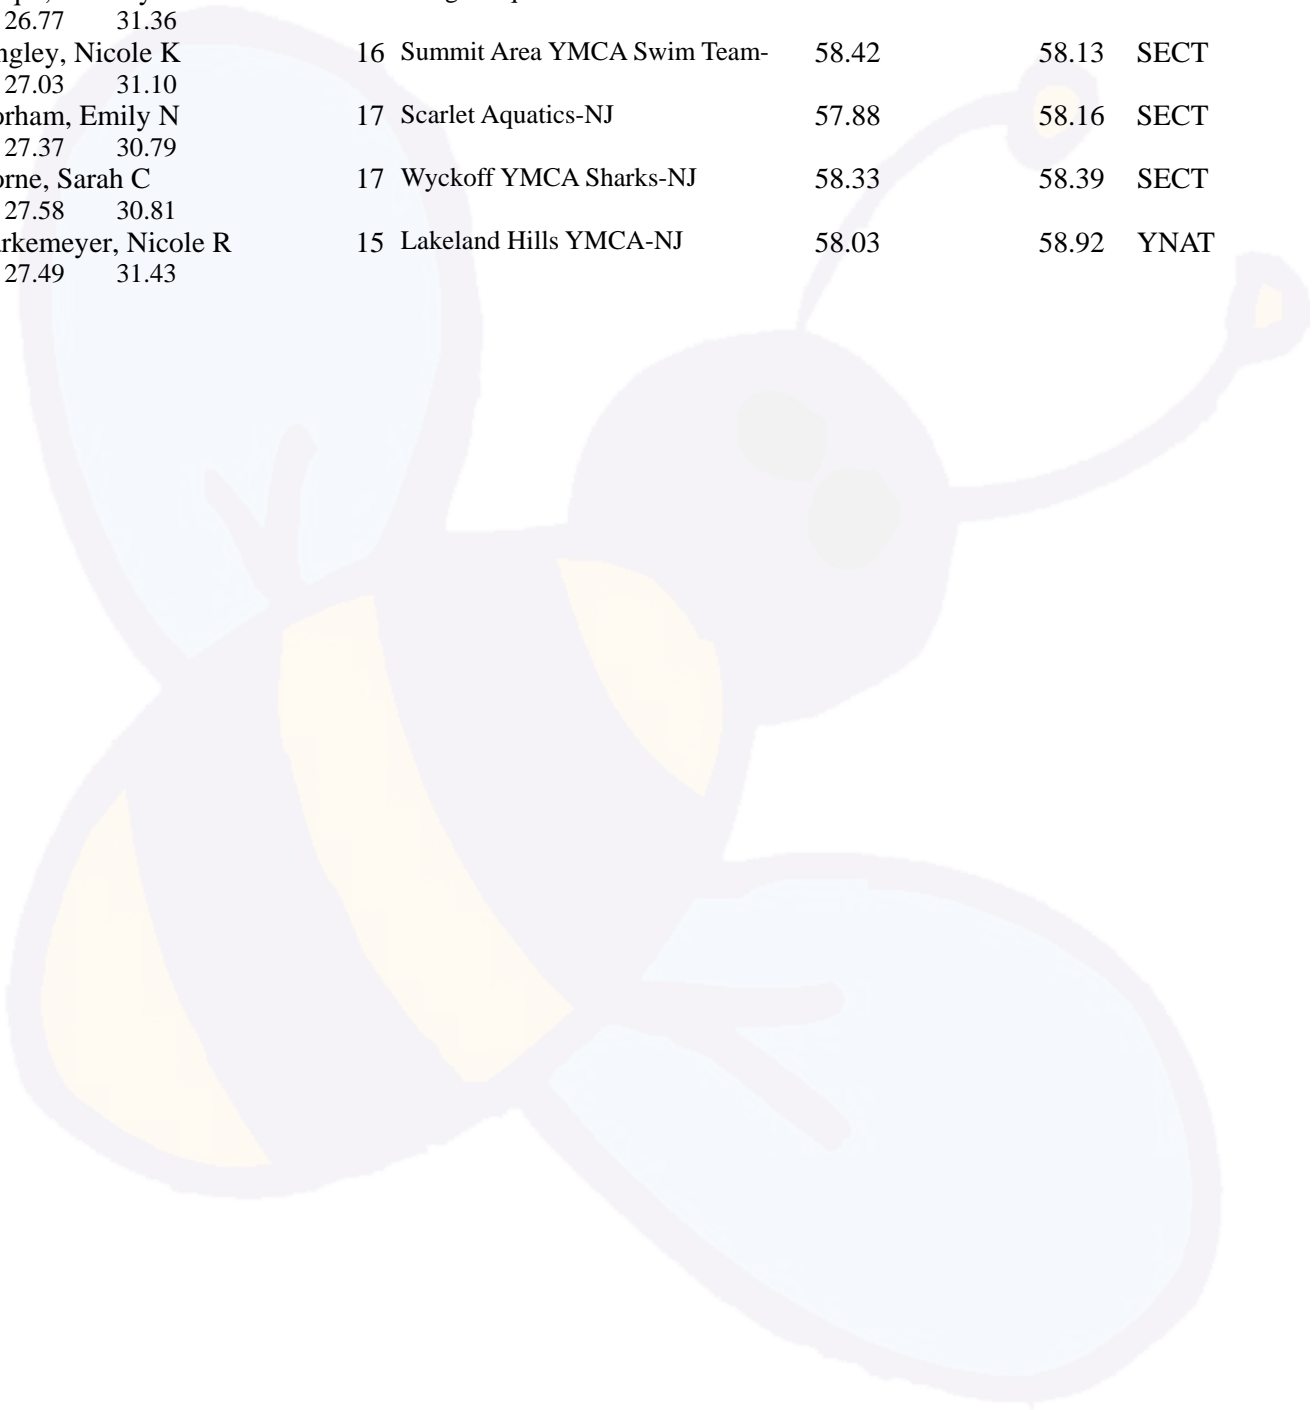 26.77 31.36
ngley, Nicole K 16 Summit Area YMCA Swim Team- 58.42 58.13 SECT
27.03 31.10
orham, Emily N 17 Scarlet Aquatics-NJ 57.88 58.16 SECT
27.37 30.79
orne, Sarah C 17 Wyckoff YMCA Sharks-NJ 58.33 58.39 SECT
27.58 30.81
arkemeyer, Nicole R 15 Lakeland Hills YMCA-NJ 58.03 58.92 YNAT
27.49 31.43